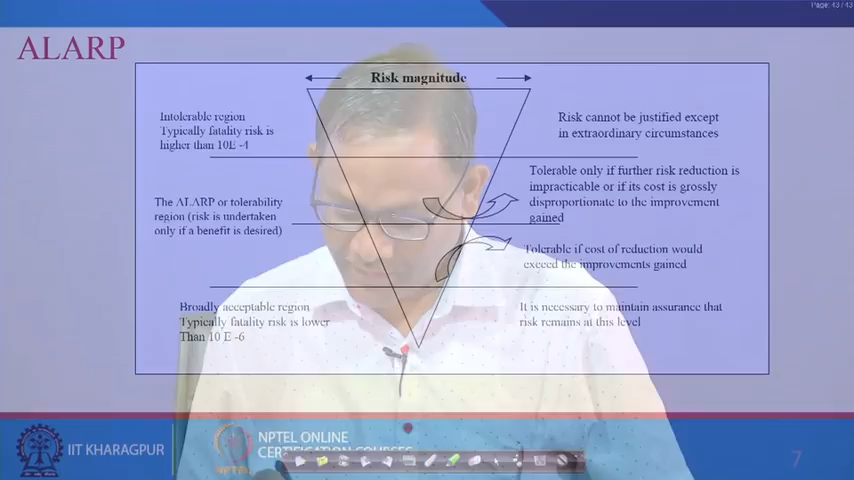 Page: 43 / 43
ALARP
Risk magnitude
Intolerable region
Typically fatality risk is
higher than 10E -4
Risk cannot be justified except
in extraordinary circumstances
The ALARP or tolerability
region (risk is undertaken
only if a benefit is desired)
Tolerable only if further risk reduction is
impracticable or if its cost is grossly
disproportionate to the improvement
gained
Tolerable if cost of reduction would
exceed the improvements gained
Broadly acceptable region
Typically fatality risk is lower
Than 10 E -6
It is necessary to maintain assurance that
risk remains at this level
IIT KHARAGPUR
NPTEL
NPTEL ONLINE
CERTIFICATION COURSES
7